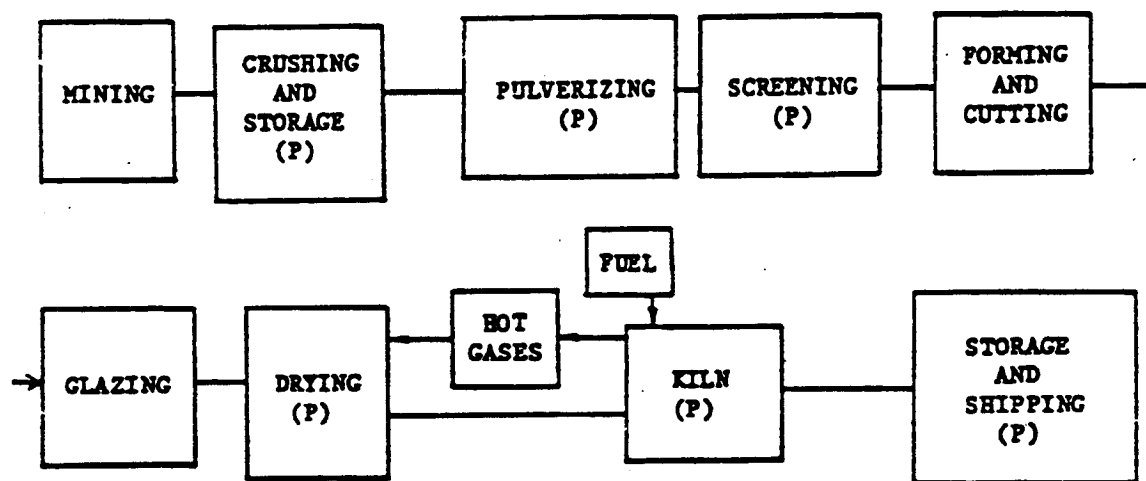 MINING
CRUSHING
AND
STORAGE
(P)
PULVERIZING
(P)
SCREENING
(P)
FORMING
AND
CUTTING
FUEL
HOT
GASES
GLAZING
DRYING
(P)
KILN
(P)
STORAGE
AND
SHIPPING
(P)